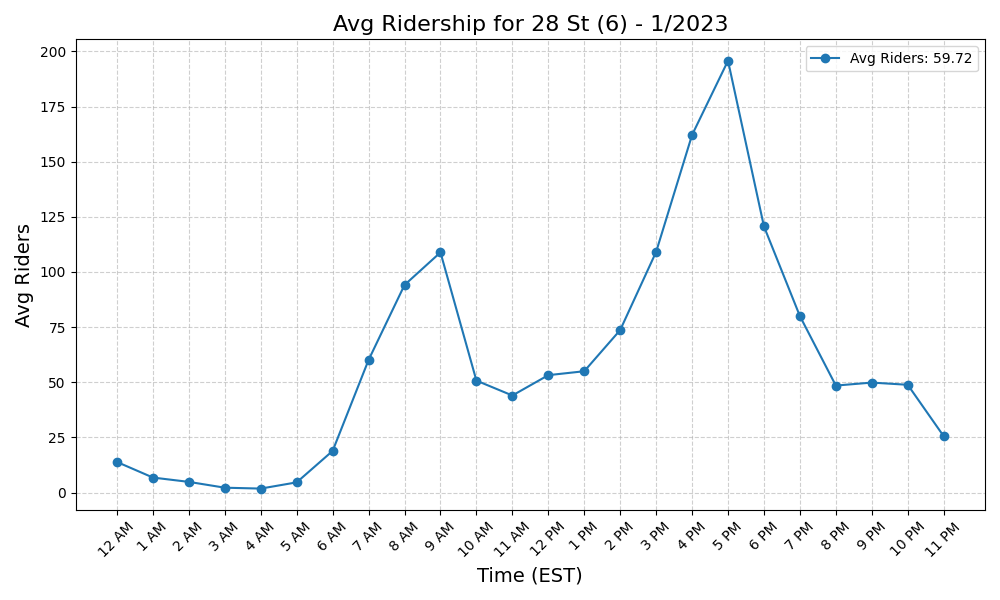 Avg Ridership for 28 St (6) - 1/2023
Avg Riders: 59.72
Avg Riders
200
175
150
125
100
75
50
25
0
12 AM
1 AM
2 AM
3 AM
4 AM
5 AM
6 AM
7 AM
8 AM
9 AM
10 AM
11 AM
12 PM
1 PM
2 PM
3 PM
4 PM
5 PM
6 PM
7 PM
8 PM
9 PM
10 PM
11 PM
Time (EST)